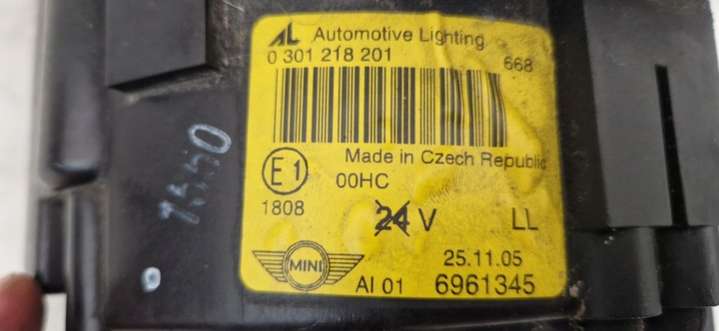 AL Automotive Lighting
0 301 218 201
668
Made in Czech Republic
E1
00HC
1808
24 V
LL
MINI
25.11.05
AI 01
6961345